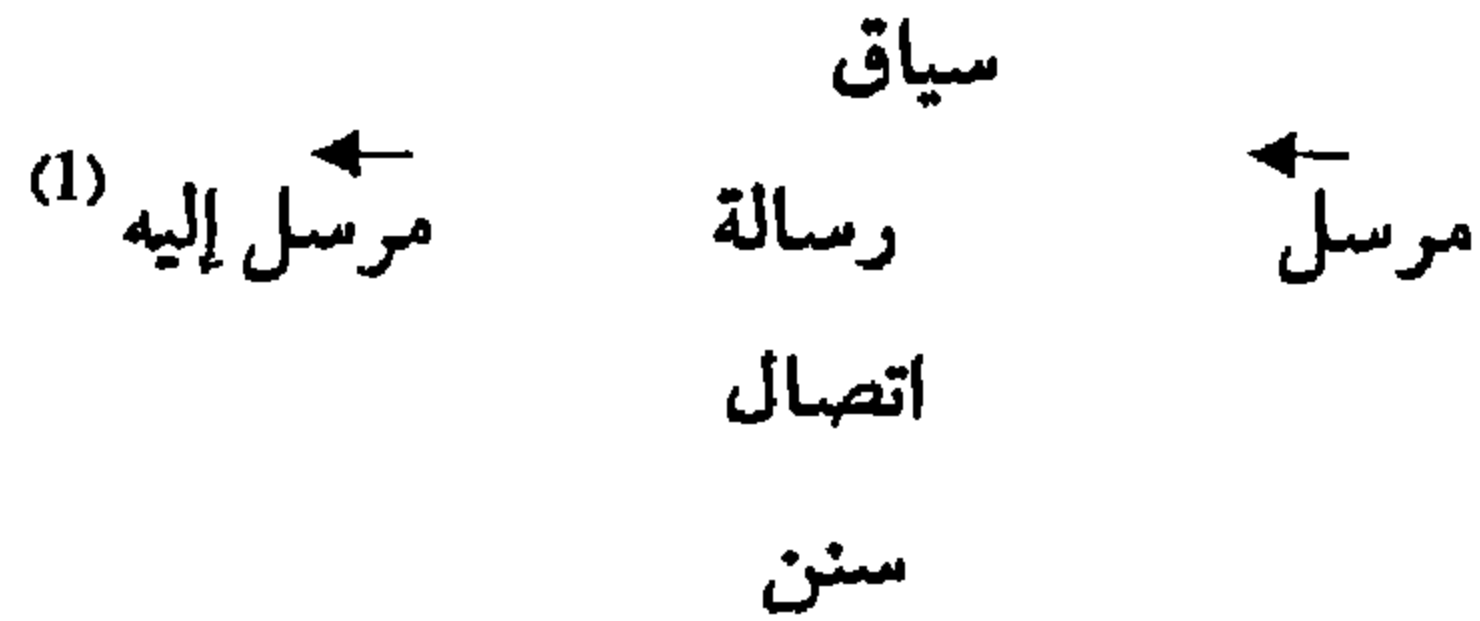 سياق
مرسل ← رسالة ← مرسل إليه (1)
اتصال
سنن